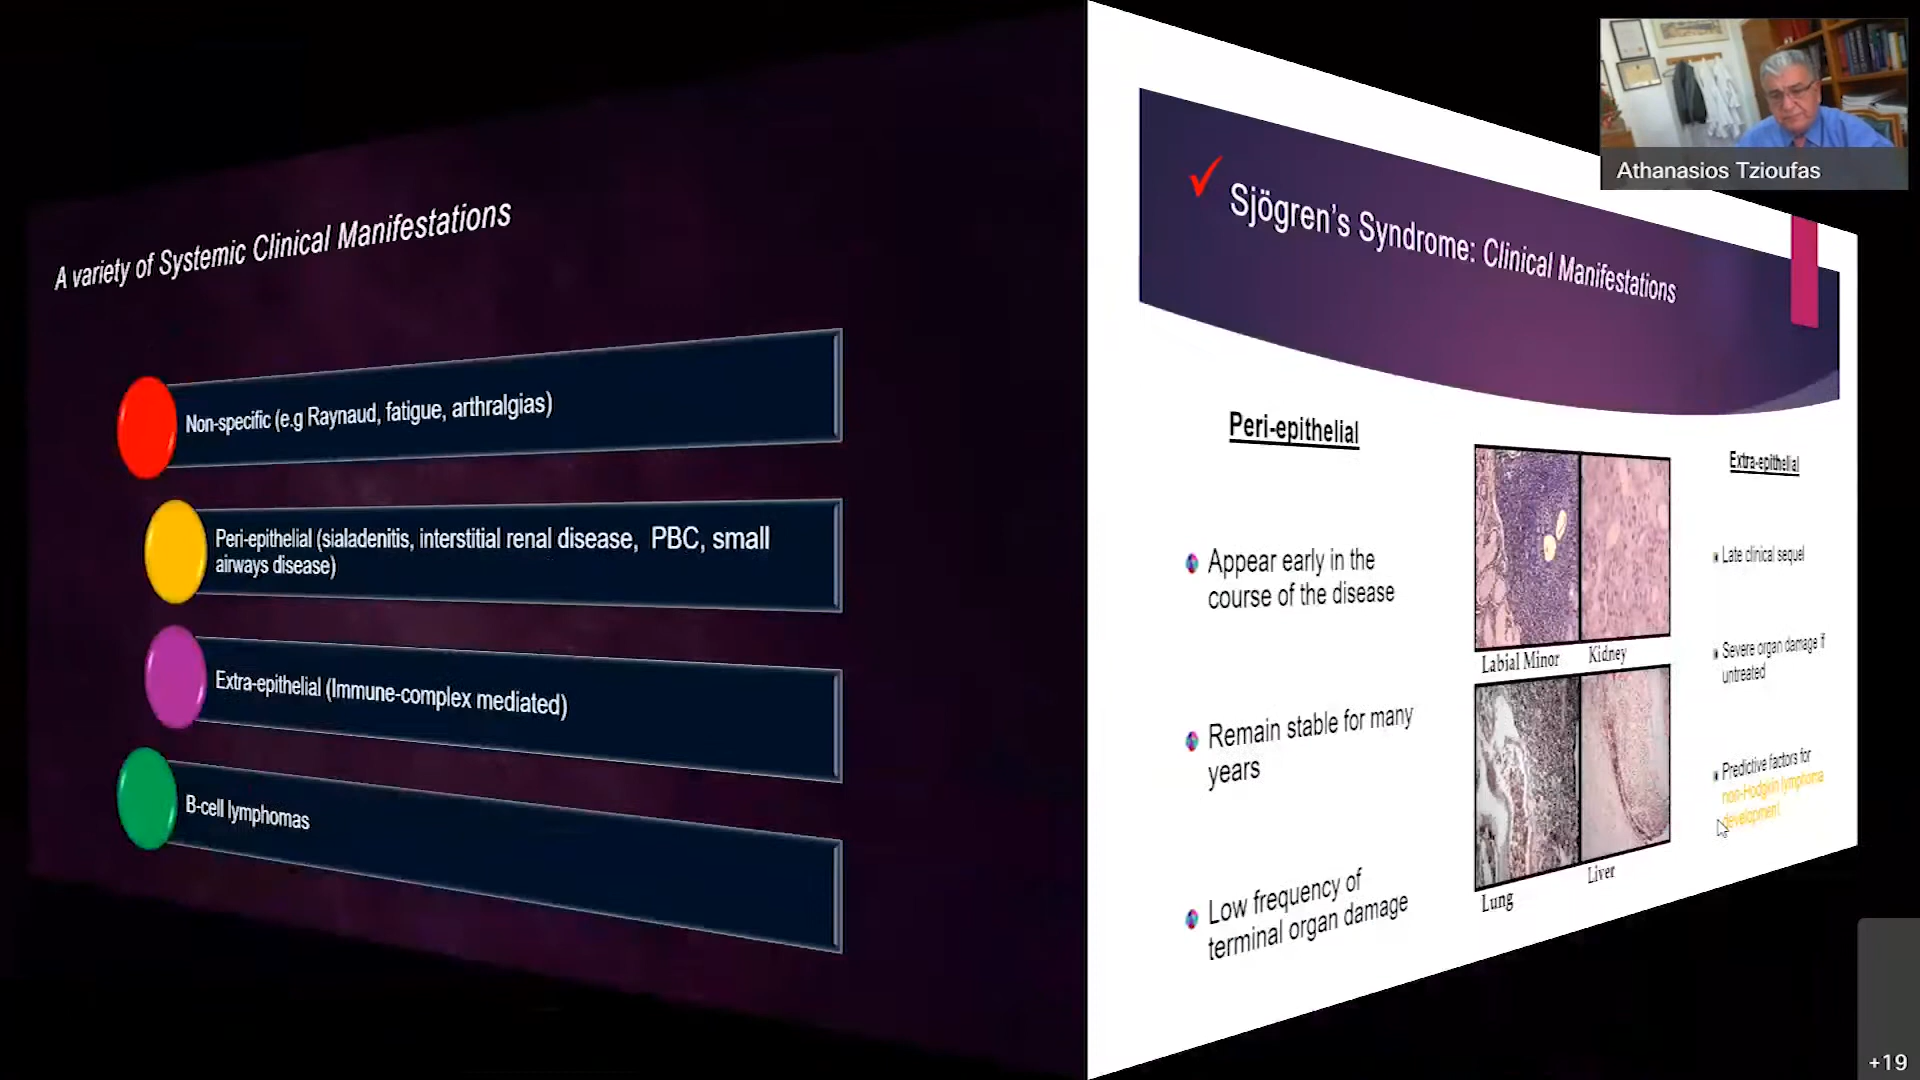 A variety of Systemic Clinical Manifestations
Non-specific (e.g Raynaud, fatigue, arthralgias)
Peri-epithelial (sialadenitis, interstitial renal disease, PBC, small
airways disease)
Extra-epithelial (Immune-complex mediated)
B-cell lymphomas
Athanasios Tzioufas
Sjögren's Syndrome: Clinical Manifestations
Peri-epithelial
Appear early in the
course of the disease
Remain stable for many
years
Low frequency of
terminal organ damage
Labial Minor
Kidney
Lung
Liver
Extra-epithelial
Late clinical sequel
Severe organ damage if
untreated
Predictive factors for
non-Hodgkin lymphoma
development
+19